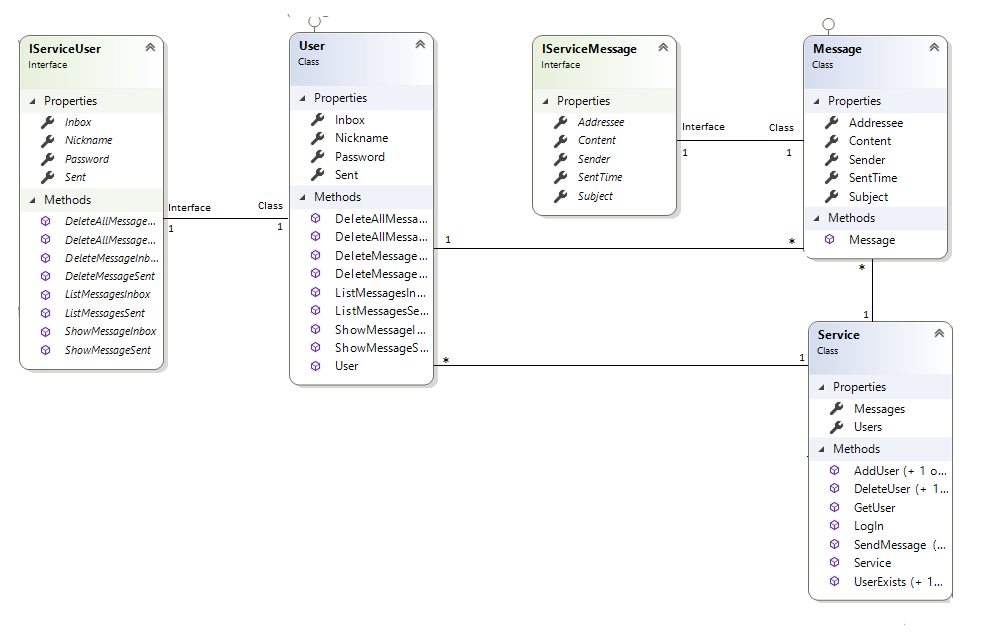 IServiceUser
Interface
Properties
Inbox
Nickname
Password
Sent
Methods
DeleteAllMessage...
DeleteAllMessage...
DeleteMessageInb...
DeleteMessageSent
ListMessagesInbox
ListMessagesSent
ShowMessageInbox
ShowMessageSent
Interface
Class
1
1
User
Class
Properties
Inbox
Nickname
Password
Sent
Methods
DeleteAllMessa...
DeleteAllMessa...
DeleteMessage...
DeleteMessage...
ListMessagesIn...
ListMessagesSe...
ShowMessageI...
ShowMessageS...
User
1
*
*
1
IServiceMessage
Interface
Properties
Addressee
Content
Sender
SentTime
Subject
Interface
Class
1
1
Message
Class
Properties
Addressee
Content
Sender
SentTime
Subject
Methods
Message
*
1
Service
Class
Properties
Messages
Users
Methods
AddUser (+ 1 o...
DeleteUser (+ 1...
GetUser
LogIn
SendMessage (...
Service
UserExists (+ 1...